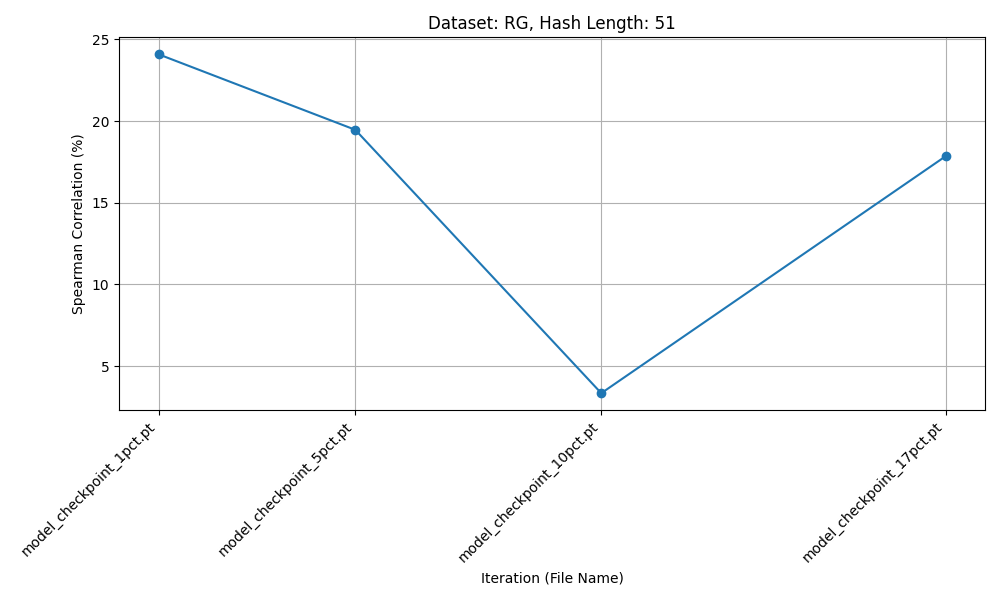 Dataset: RG, Hash Length: 51
Spearman Correlation (%)
25
20
15
10
5
model_checkpoint_1pct.pt
model_checkpoint_5pct.pt
model_checkpoint_10pct.pt
model_checkpoint_17pct.pt
Iteration (File Name)